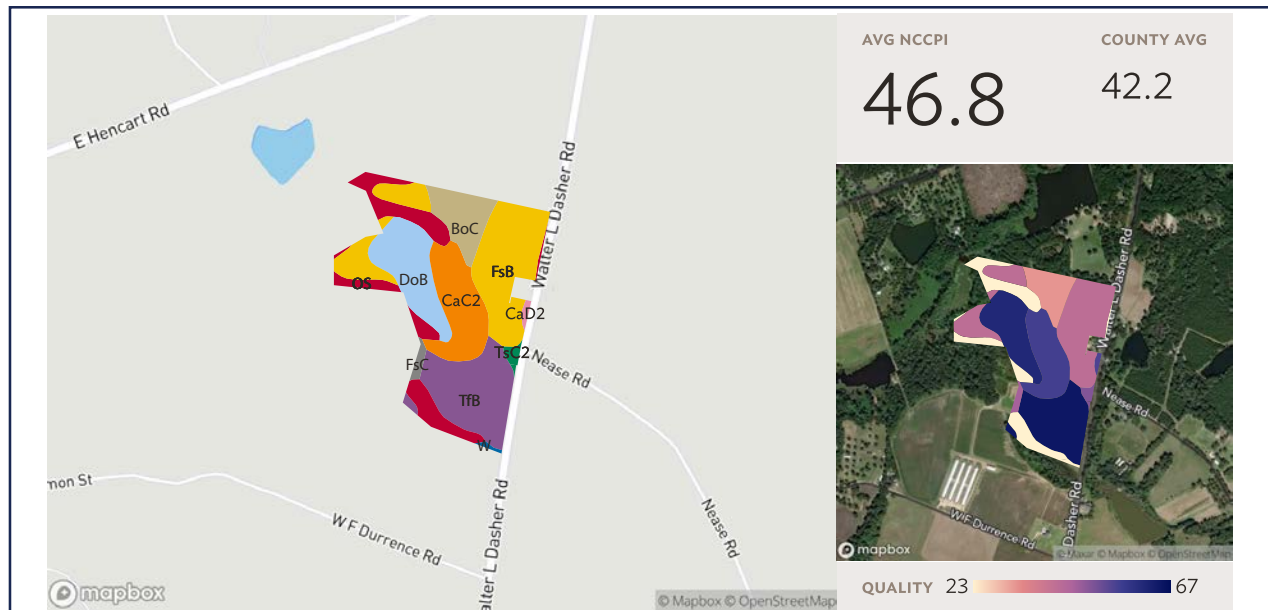 AVG NCCPI
COUNTY AVG
46.8
42.2
E Hencart Rd
Walter L Dasher Rd
BoC
FsB
OS
DoB
CaC2
CaD2
TsC2
FsC
Nease Rd
TfB
W
mon St
W F Durrence Rd
alter L Dasher Rd
Nease Rd
mapbox
© Mapbox © OpenStreetMap
Walter L Dasher Rd
Nease Rd
Dasher Rd
W F Durrence Rd
mapbox
© Maxar © Mapbox © OpenStreetMap
QUALITY 23 67